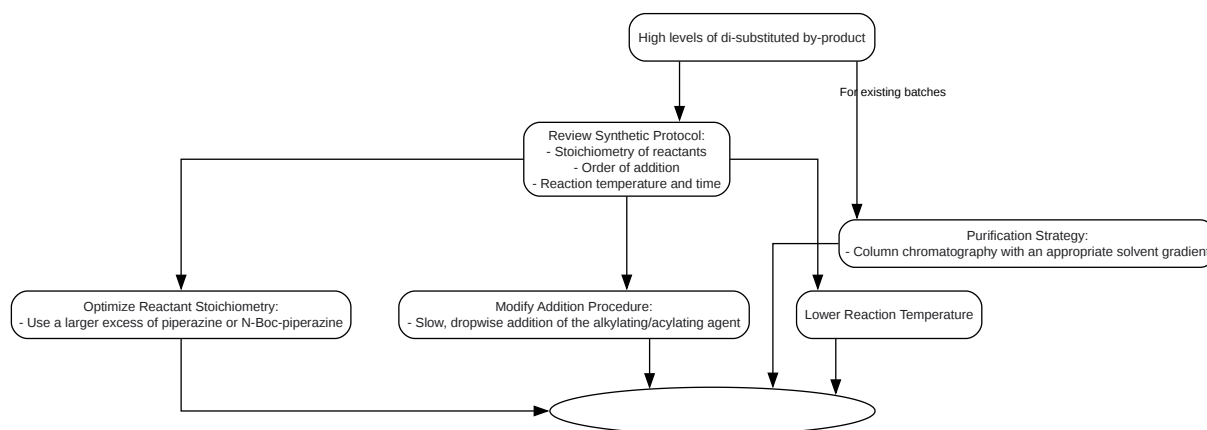 High levels of di-substituted by-product
For existing batches
Review Synthetic Protocol:
- Stoichiometry of reactants
- Order of addition
- Reaction temperature and time
Purification Strategy:
- Column chromatography with an appropriate solvent gradient
Optimize Reactant Stoichiometry:
- Use a larger excess of piperazine or N-Boc-piperazine
Modify Addition Procedure:
- Slow, dropwise addition of the alkylating/acylating agent
Lower Reaction Temperature